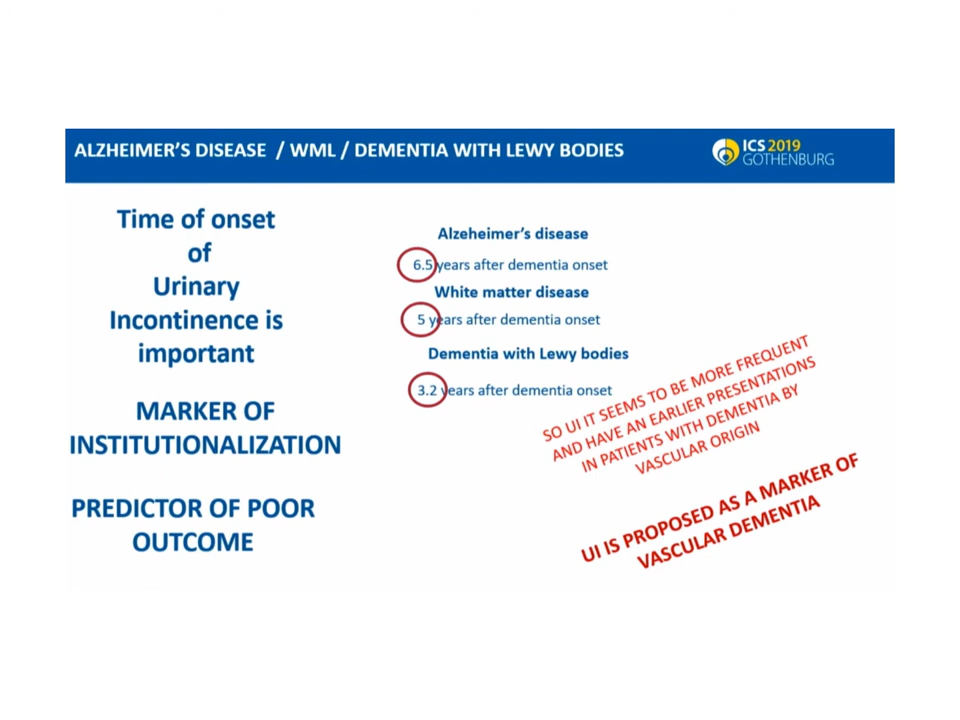 ALZHEIMER'S DISEASE / WML / DEMENTIA WITH LEWY BODIES
ICS 2019
GOTHENBURG
Time of onset
of
Urinary
Incontinence is
important
MARKER OF
INSTITUTIONALIZATION
PREDICTOR OF POOR
OUTCOME
Alzeheimer's disease
6.5 years after dementia onset
White matter disease
5 years after dementia onset
Dementia with Lewy bodies
3.2 years after dementia onset
SO UI IT SEEMS TO BE MORE FREQUENT
AND HAVE AN EARLIER PRESENTATIONS
IN PATIENTS WITH DEMENTIA BY
VASCULAR ORIGIN
UI IS PROPOSED AS A MARKER OF
VASCULAR DEMENTIA